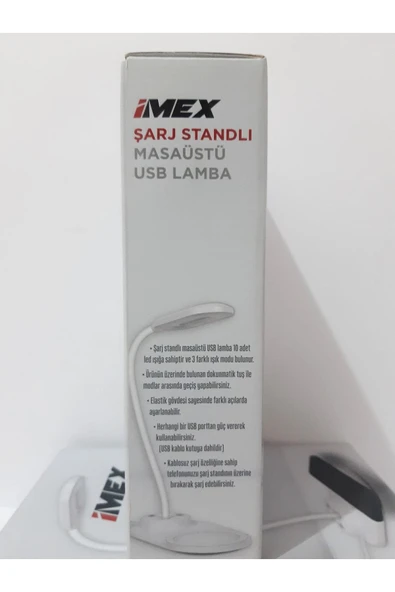 iMEX
ŞARJ STANDLI
MASAÜSTÜ
USB LAMBA
• Şarj standlı masaüstü USB lamba 10 adet
led ışığa sahiptir ve 3 farklı ışık modu bulunur.
• Ürünün üzerinde bulunan dokunmatik tuş ile
modlar arasında geçiş yapabilirsiniz.
• Elastik gövdesi sayesinde farklı açılarda
ayarlanabilir.
• Herhangi bir USB porttan güç vererek
kullanabilirsiniz.
(USB kablo kutuya dahildir)
• Kablosuz şarj özelliğine sahip
telefonunuzu şarj standının üzerine
bırakarak şarj edebilirsiniz.
iMEX